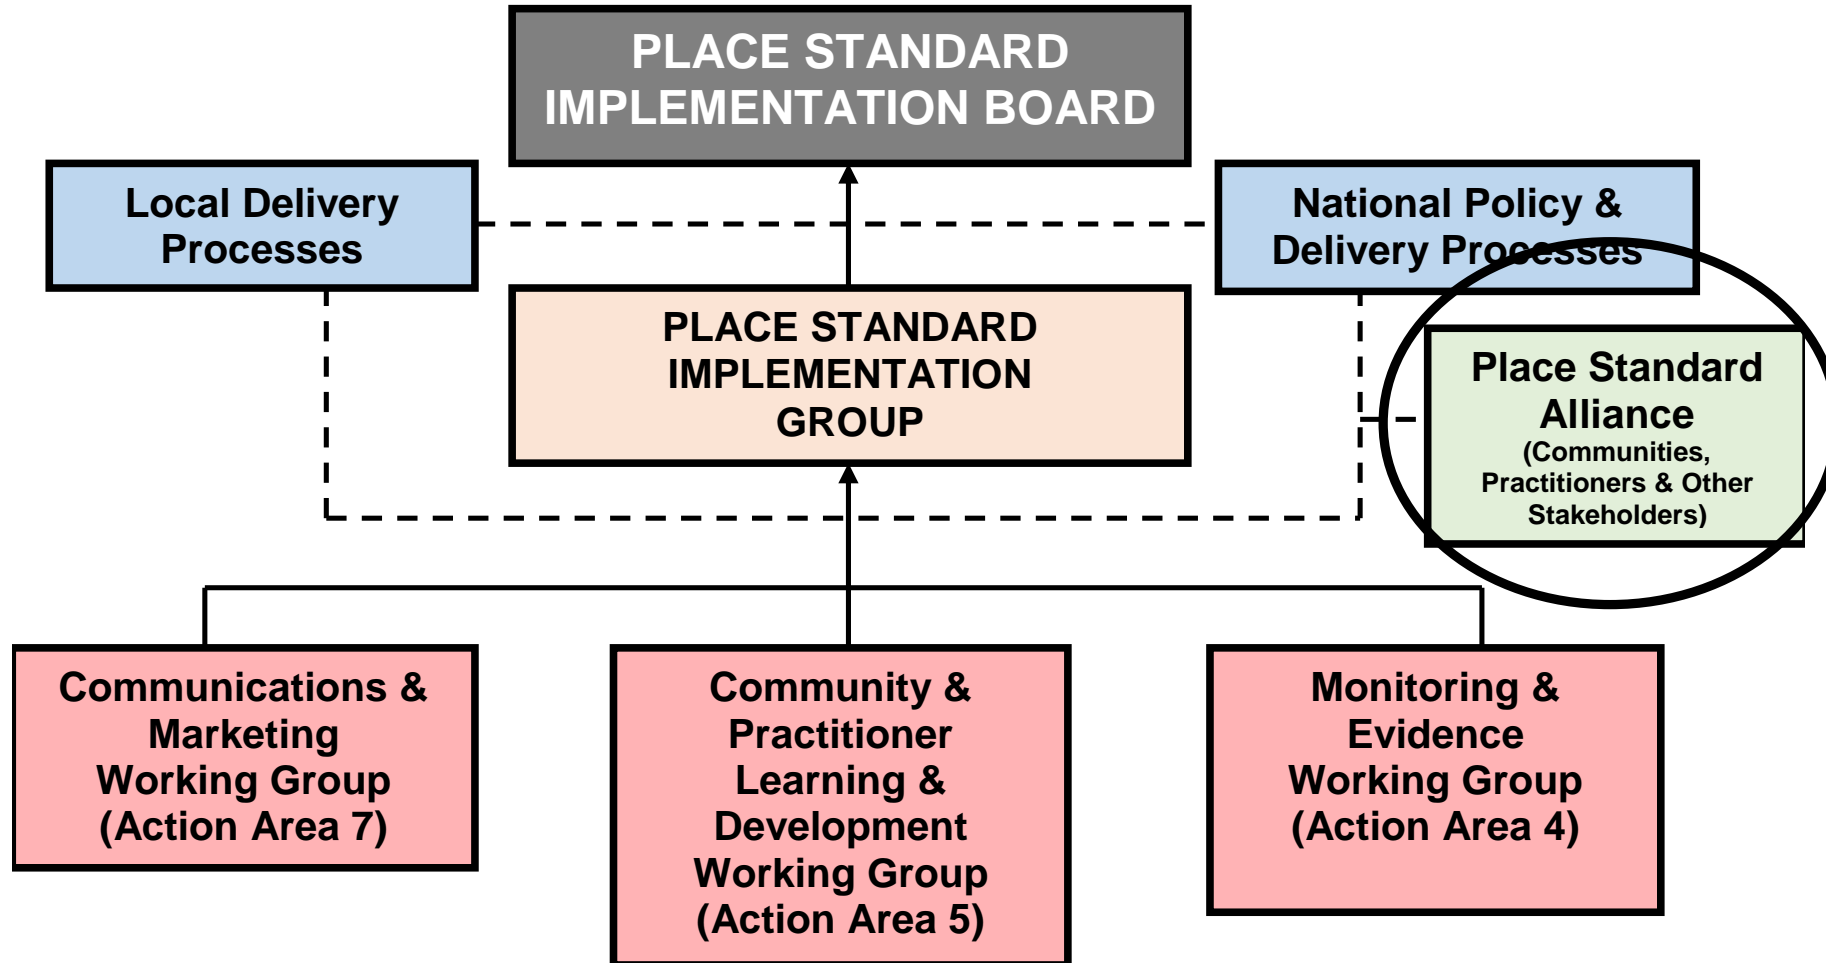 PLACE STANDARD
IMPLEMENTATION BOARD
Local Delivery
Processes
National Policy &
Delivery Processes
PLACE STANDARD
IMPLEMENTATION
GROUP
Place Standard
Alliance
(Communities,
Practitioners & Other
Stakeholders)
Communications &
Marketing
Working Group
(Action Area 7)
Community &
Practitioner
Learning &
Development
Working Group
(Action Area 5)
Monitoring &
Evidence
Working Group
(Action Area 4)